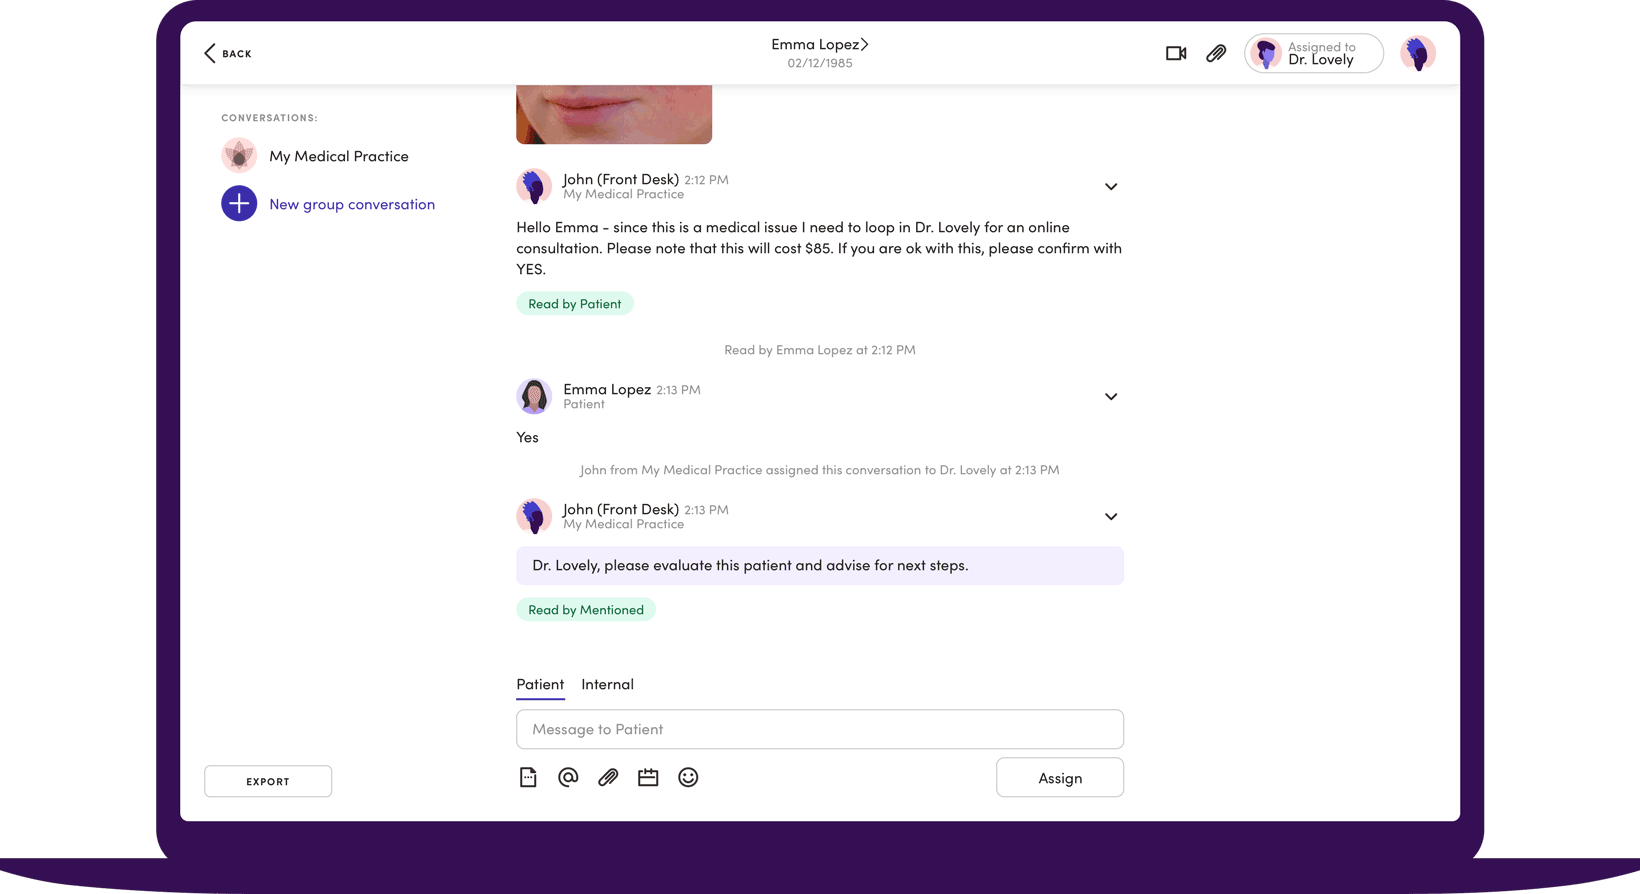 BACK
Emma Lopez
02/12/1985
Assigned to
Dr. Lovely
CONVERSATIONS:
My Medical Practice
New group conversation
John (Front Desk) 2:12 PM
My Medical Practice
Hello Emma - since this is a medical issue I need to loop in Dr. Lovely for an online
consultation. Please note that this will cost $85. If you are ok with this, please confirm with
YES.
Read by Patient
Read by Emma Lopez at 2:12 PM
Emma Lopez 2:13 PM
Patient
Yes
John from My Medical Practice assigned this conversation to Dr. Lovely at 2:13 PM
John (Front Desk) 2:13 PM
My Medical Practice
Dr. Lovely, please evaluate this patient and advise for next steps.
Read by Mentioned
Patient Internal
Message to Patient
EXPORT
Assign